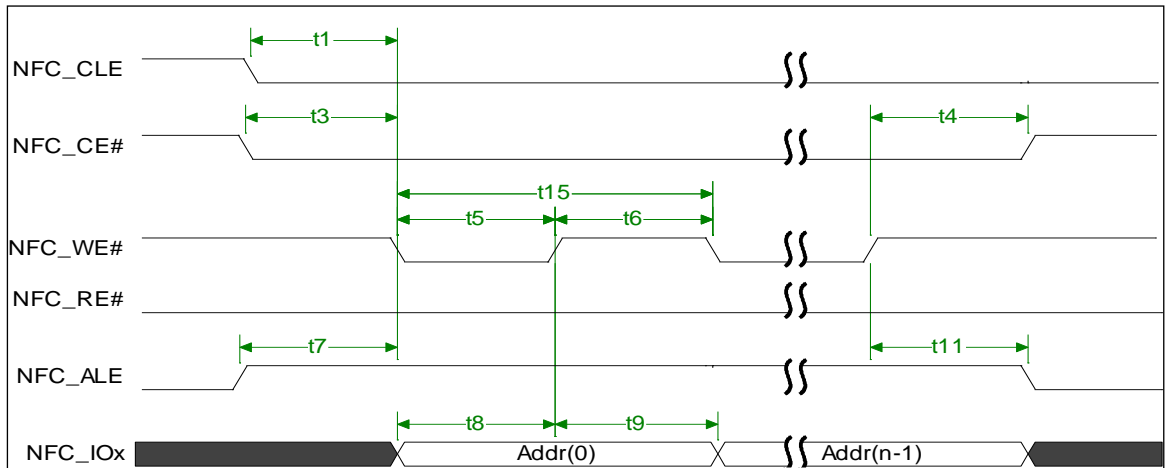 t1
NFC_CLE
t3
t4
NFC_CE#
t15
t5
t6
NFC_WE#
NFC_RE#
t7
t11
NFC_ALE
t8
t9
NFC_IOx
Addr(0)
Addr(n-1)